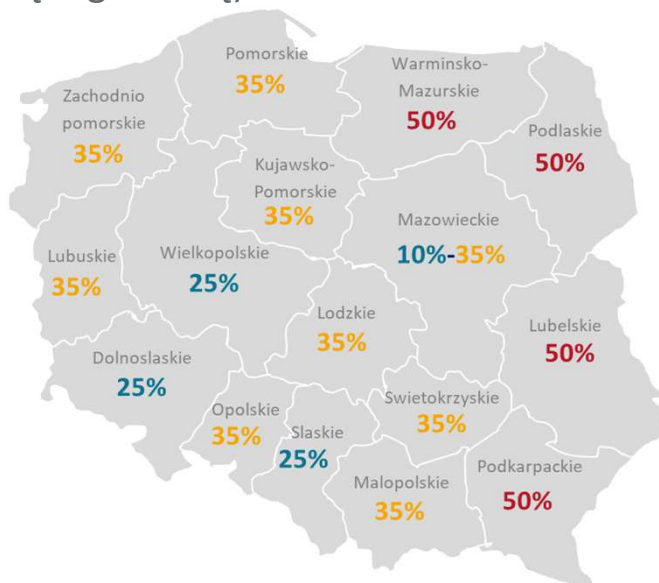 Pomorskie
35%
Warminsko-
Mazurskie
50%
Zachodnio
pomorskie
35%
Podlaskie
50%
Kujawsko-
Pomorskie
35%
Mazowieckie
10%-35%
Lubuskie
35%
Wielkopolskie
25%
Lodzkie
35%
Lubelskie
50%
Dolnoslaskie
25%
Opolskie
35%
Slaskie
25%
Swietokrzyskie
35%
Malopolskie
35%
Podkarpackie
50%